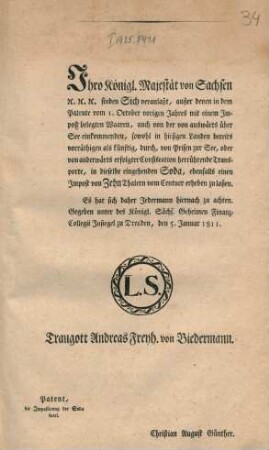 34
Ihro Königl. Majestät von Sachsen
ꝛc. ꝛc. ꝛc. finden Sich veranlaßt, außer denen in dem
Patente vom 1. October vorigen Jahres mit einem Im-
post belegten Waaren, auch von der von auswärts über
See einkommenden, sowohl in hiesigen Landen bereits
vorräthigen als künftig, durch, von Prisen zur See, oder
von anderwärts erfolgter Confiscation herrührende Trans-
porte, in dieselbe eingehenden Soda, ebenfalls einen
Impost von Zehn Thalern vom Centner erheben zu lassen.
Es hat sich daher Jedermann hiernach zu achten.
Gegeben unter des Königl. Sächs. Geheimen Finanz-
Collegii Insiegel zu Dresden, den 5. Januar 1811.
L.S.
Traugott Andreas Freyh. von Biedermann.
Patent,
die Impostirung der Soda
betr.
Christian August Günther.